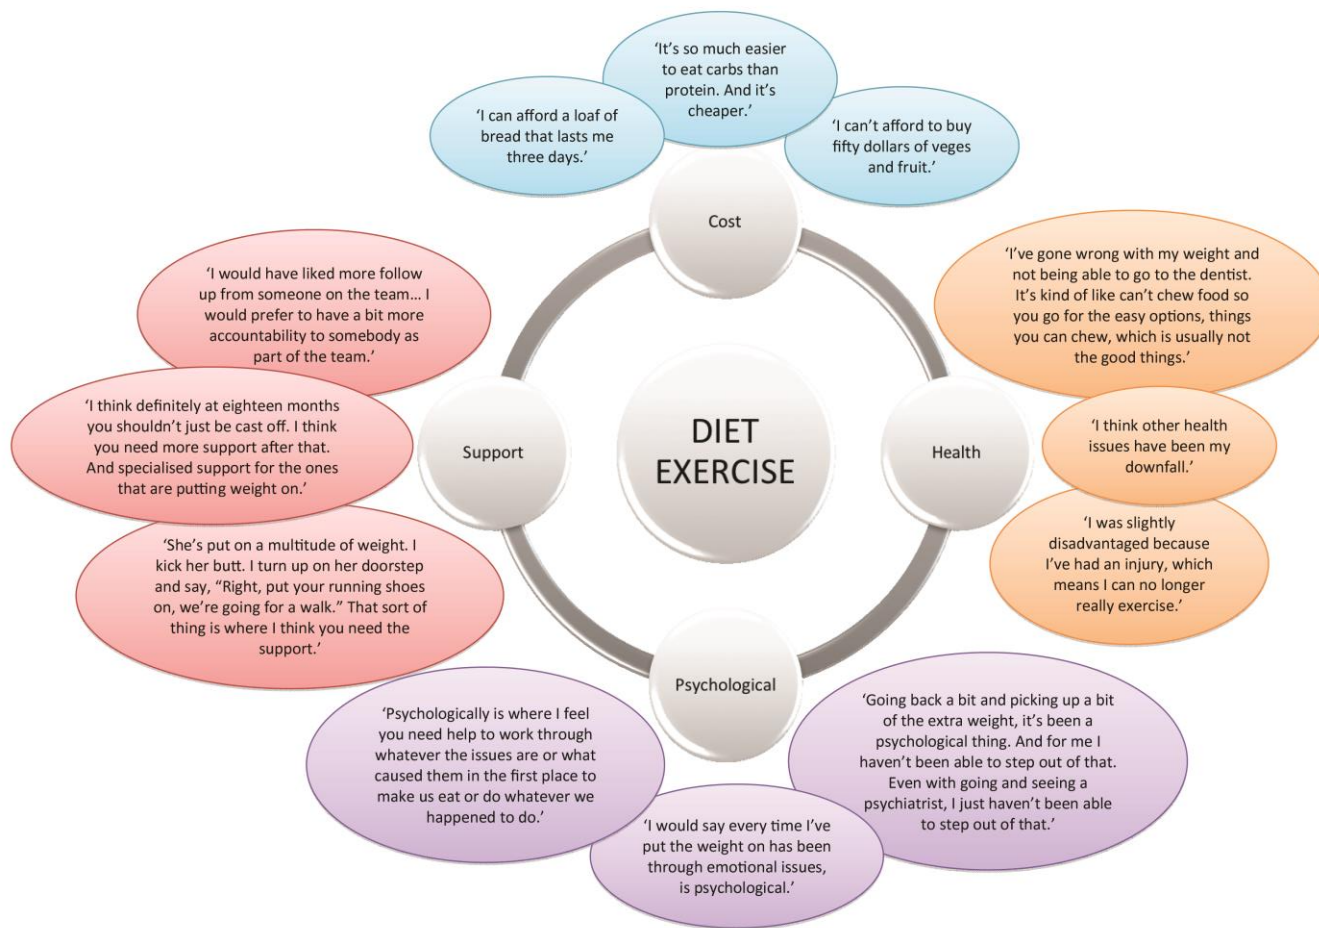 ‘It’s so much easier
to eat carbs than
protein. And it’s
cheaper.’
‘I can afford a loaf of
bread that lasts me
three days.’
‘I can’t afford to buy
fifty dollars of veges
and fruit.’
Cost
‘I would have liked more follow
up from someone on the team... I
would prefer to have a bit more
accountability to somebody as
part of the team.’
‘I’ve gone wrong with my weight and
not being able to go to the dentist.
It’s kind of like can’t chew food so
you go for the easy options, things
you can chew, which is usually not
the good things.’
‘I think definitely at eighteen months
you shouldn’t just be cast off. I think
you need more support after that.
And specialised support for the ones
that are putting weight on.’
Support
DIET
EXERCISE
Health
‘I think other health
issues have been my
downfall.’
‘She’s put on a multitude of weight. I
kick her butt. I turn up on her doorstep
and say, “Right, put your running shoes
on, we’re going for a walk.” That sort of
thing is where I think you need the
support.’
‘I was slightly
disadvantaged because
I’ve had an injury, which
means I can no longer
really exercise.’
Psychological
‘Psychologically is where I feel
you need help to work through
whatever the issues are or what
caused them in the first place to
make us eat or do whatever we
happened to do.’
‘Going back a bit and picking up a bit
of the extra weight, it’s been a
psychological thing. And for me I
haven’t been able to step out of that.
Even with going and seeing a
psychiatrist, I just haven’t been able
to step out of that.’
‘I would say every time I’ve
put the weight on has been
through emotional issues,
is psychological.’